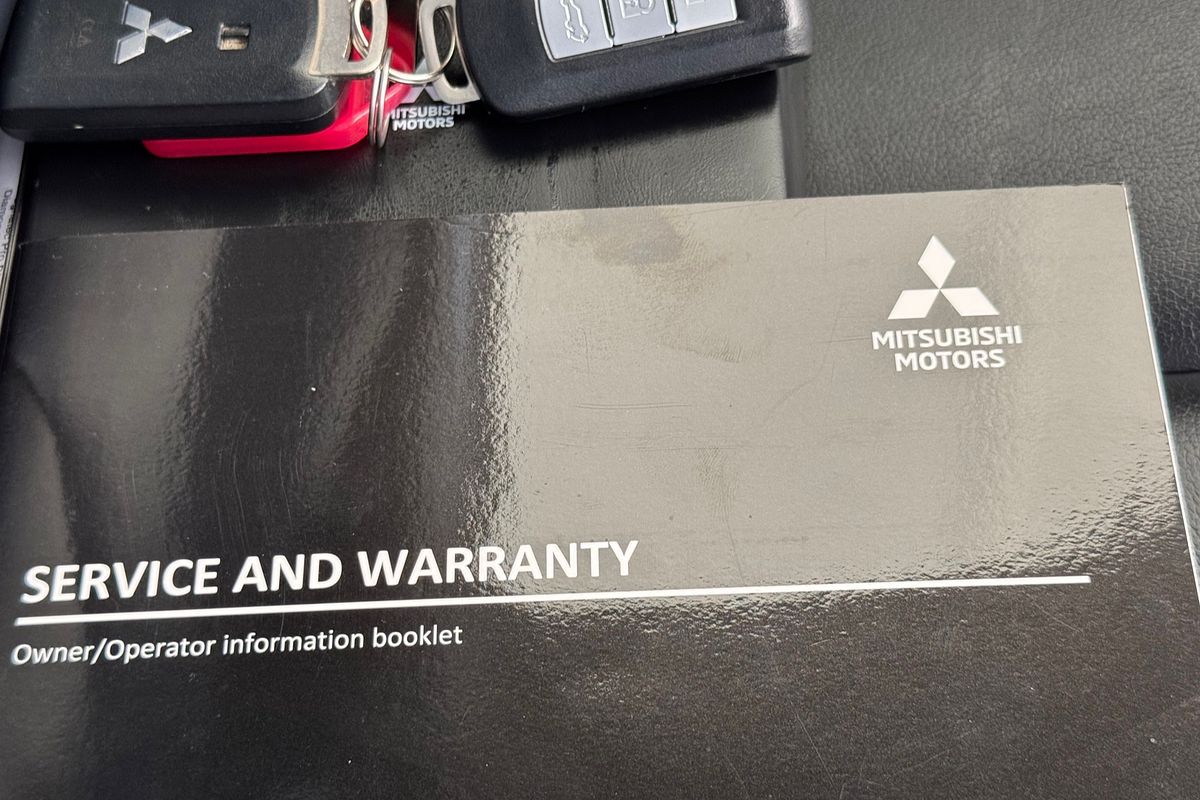 MITSUBISHI
MOTORS
MITSUBISHI
MOTORS
SERVICE AND WARRANTY
Owner/Operator information booklet